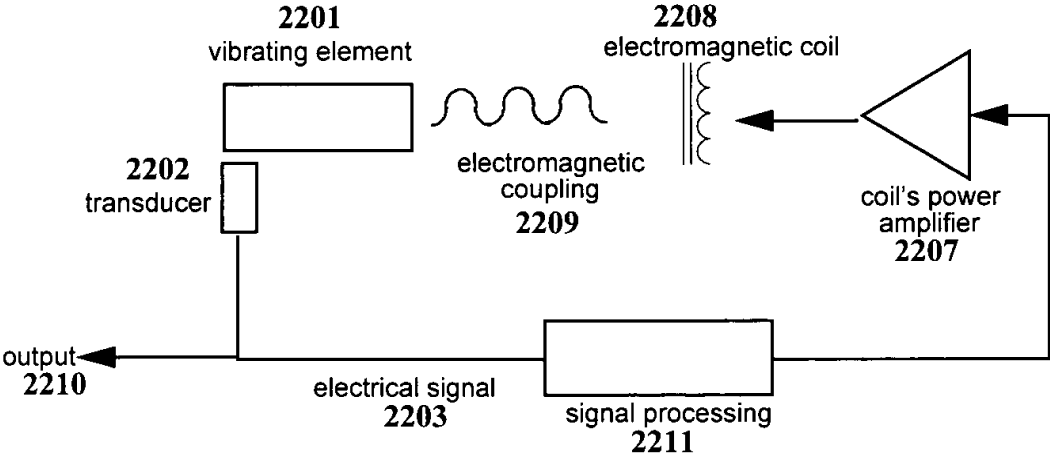 2201
vibrating element
2208
electromagnetic coil
2202
transducer
electromagnetic
coupling
2209
coil's power
amplifier
2207
output
2210
electrical signal
2203
signal processing
2211